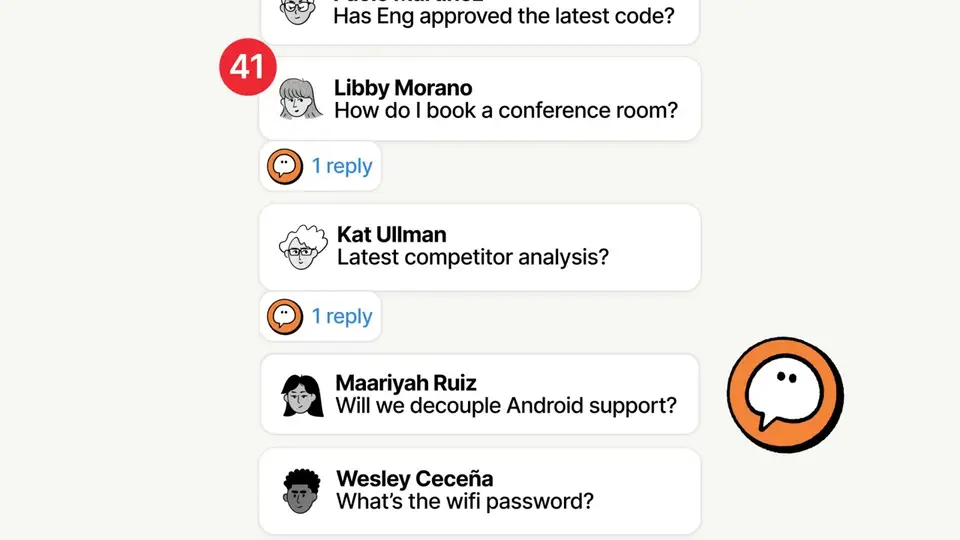 Has Eng approved the latest code?
41
Libby Morano
How do I book a conference room?
1 reply
Kat Ullman
Latest competitor analysis?
1 reply
Maariyah Ruiz
Will we decouple Android support?
Wesley Ceceña
What's the wifi password?